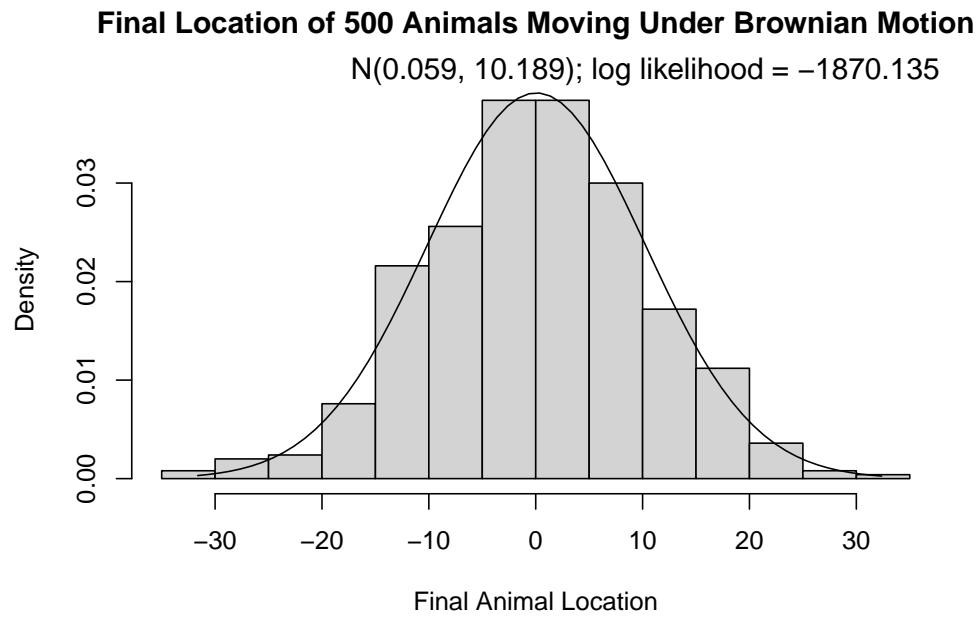 Final Location of 500 Animals Moving Under Brownian Motion
N(0.059, 10.189); log likelihood = −1870.135
Density
0.03
0.02
0.01
0.00
−30 −20 −10 0 10 20 30
Final Animal Location